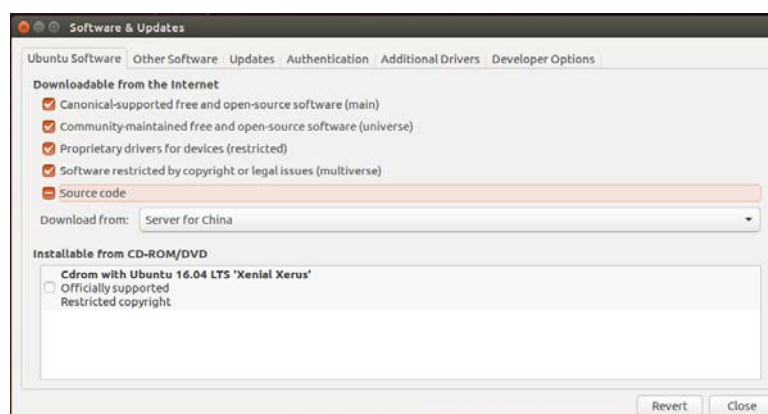 Software & Updates
Ubuntu Software Other Software Updates Authentication Additional Drivers Developer Options
Downloadable from the Internet
Canonical-supported free and open-source software (main)
Community-maintained free and open-source software (universe)
Proprietary drivers for devices (restricted)
Software restricted by copyright or legal issues (multiverse)
Source code
Download from: Server for China
Installable from CD-ROM/DVD
Cdrom with Ubuntu 16.04 LTS 'Xenial Xerus'
Officially supported
Restricted copyright
Revert Close